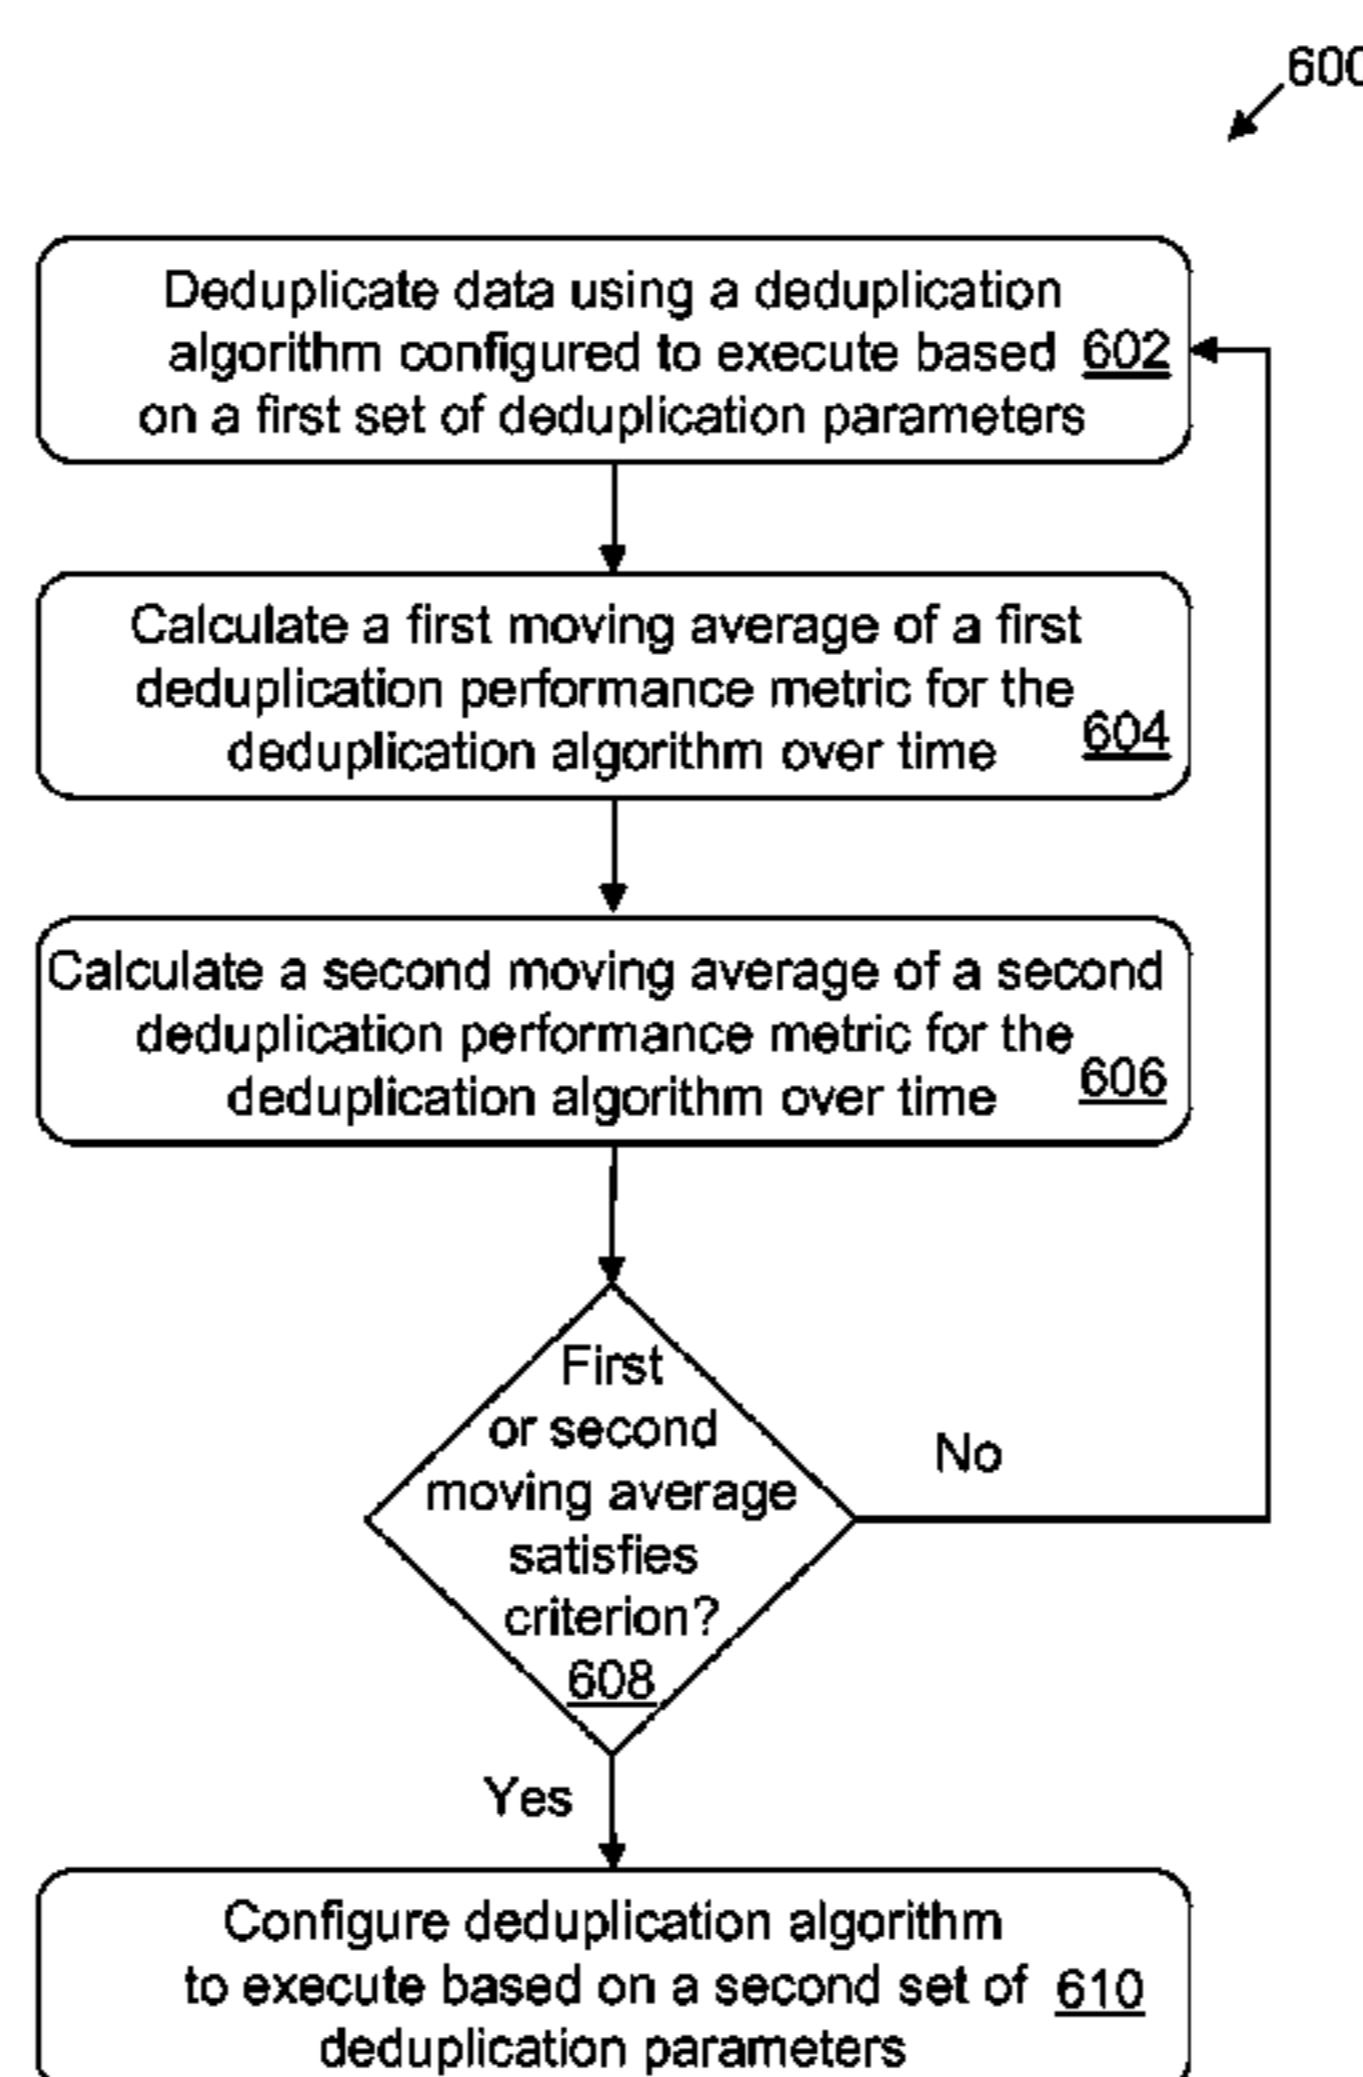 600
Deduplicate data using a deduplication
algorithm configured to execute based 602
on a first set of deduplication parameters
Calculate a first moving average of a first
deduplication performance metric for the
deduplication algorithm over time 604
Calculate a second moving average of a second
deduplication performance metric for the
deduplication algorithm over time 606
First
or second
moving average
satisfies
criterion?
608
No
Yes
Configure deduplication algorithm
to execute based on a second set of 610
deduplication parameters